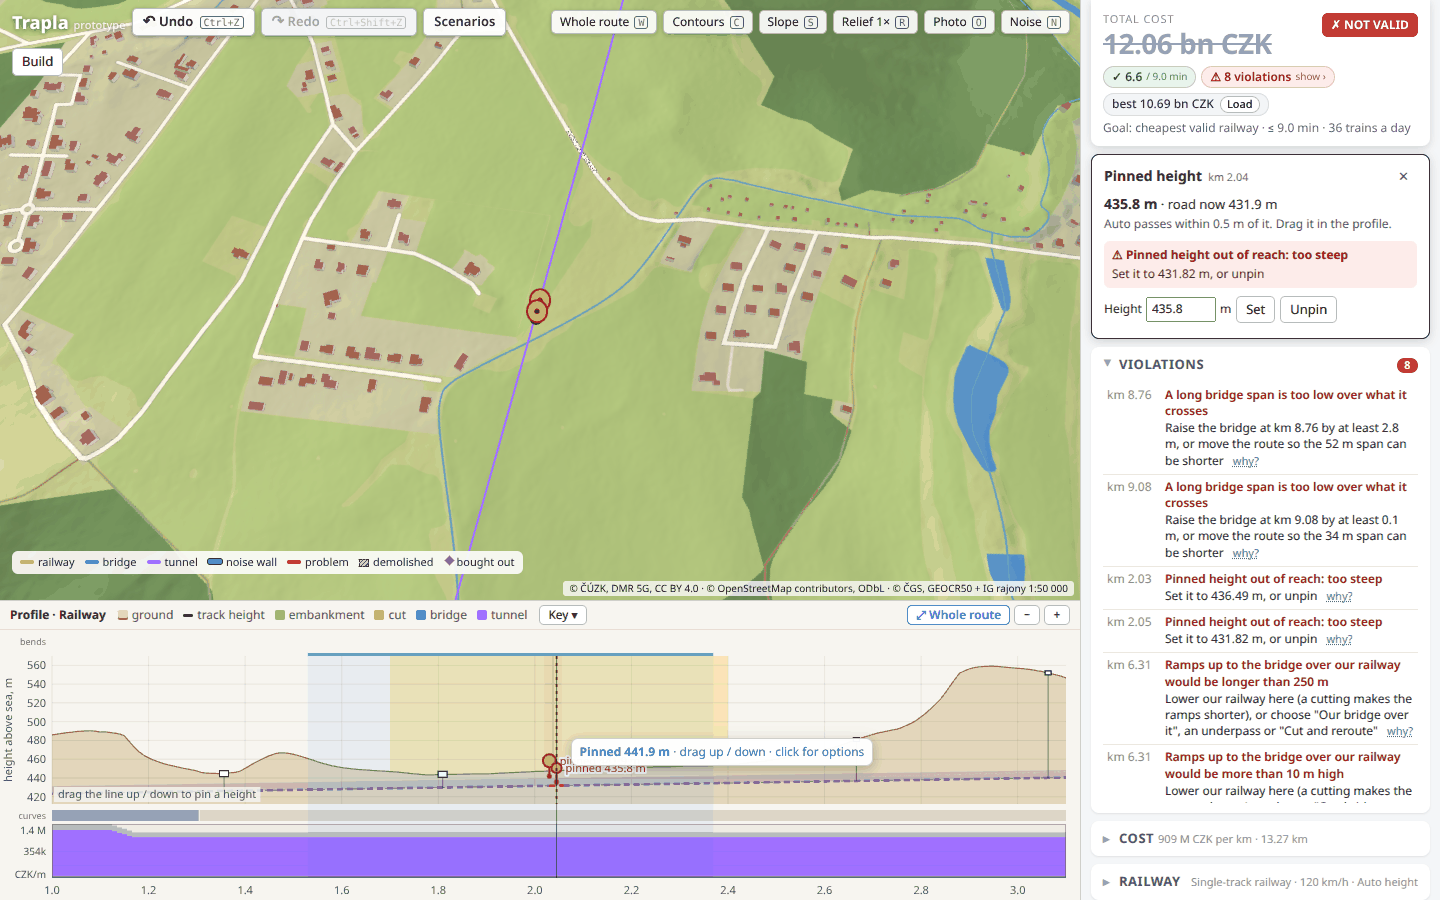 Trapla prototype
↶ Undo Ctrl+Z
↷ Redo Ctrl+Shift+Z
Scenarios
Whole route W
Contours C
Slope S
Relief 1× R
Photo O
Noise N
Build
railway
bridge
tunnel
noise wall
problem
demolished
bought out
© ČÚZK, DMR 5G, CC BY 4.0 · © OpenStreetMap contributors, ODbL · © ČGS, GEOCR50 + IG rajony 1:50 000
Profile · Railway
ground
track height
embankment
cut
bridge
tunnel
Key ▾
⤢ Whole route
−
+
bends
height above sea, m
560
540
520
500
480
460
440
420
Pinned 441.9 m · drag up / down · click for options
pinned 435.8 m
drag the line up / down to pin a height
curves
1.4 M
354k
CZK/m
1.0 1.2 1.4 1.6 1.8 2.0 2.2 2.4 2.6 2.8 3.0
TOTAL COST
✗ NOT VALID
12.06 bn CZK
✓ 6.6 / 9.0 min
⚠ 8 violations show ›
best 10.69 bn CZK Load
Goal: cheapest valid railway · ≤ 9.0 min · 36 trains a day
Pinned height km 2.04 ✕
435.8 m · road now 431.9 m
Auto passes within 0.5 m of it. Drag it in the profile.
⚠ Pinned height out of reach: too steep
Set it to 431.82 m, or unpin
Height 435.8 m Set Unpin
VIOLATIONS 8
km 8.76 A long bridge span is too low over what it
crosses
Raise the bridge at km 8.76 by at least 2.8
m, or move the route so the 52 m span can
be shorter why?
km 9.08 A long bridge span is too low over what it
crosses
Raise the bridge at km 9.08 by at least 0.1
m, or move the route so the 34 m span can
be shorter why?
km 2.03 Pinned height out of reach: too steep
Set it to 436.49 m, or unpin why?
km 2.05 Pinned height out of reach: too steep
Set it to 431.82 m, or unpin why?
km 6.31 Ramps up to the bridge over our railway
would be longer than 250 m
Lower our railway here (a cutting makes the
ramps shorter), or choose "Our bridge over
it", an underpass or "Cut and reroute" why?
km 6.31 Ramps up to the bridge over our railway
would be more than 10 m high
Lower our railway here (a cutting makes the
COST 909 M CZK per km · 13.27 km
RAILWAY Single-track railway · 120 km/h · Auto height